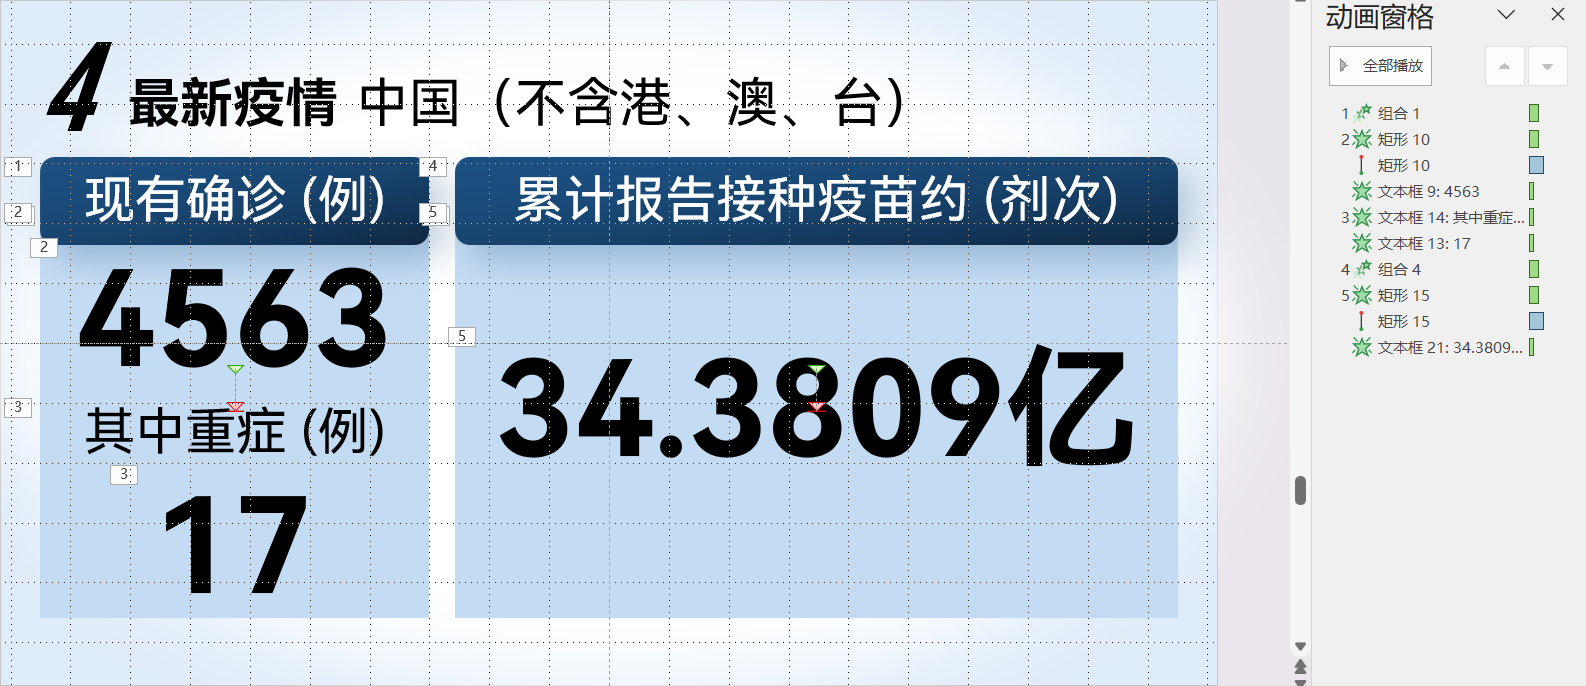 4 最新疫情 中国（不含港、澳、台）
1
现有确诊 (例)
2
2
4563
3
其中重症 (例)
3
17
4
累计报告接种疫苗约 (剂次)
5
5
34.3809亿
动画窗格
全部播放
1 组合 1
2 矩形 10
矩形 10
文本框 9: 4563
3 文本框 14: 其中重症...
文本框 13: 17
4 组合 4
5 矩形 15
矩形 15
文本框 21: 34.3809...